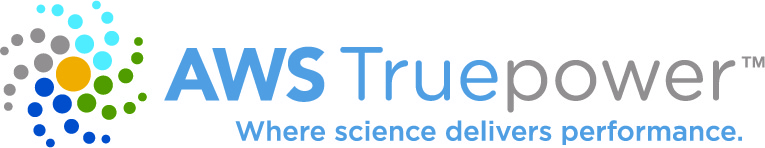 AWS Truepower™
Where science delivers performance.